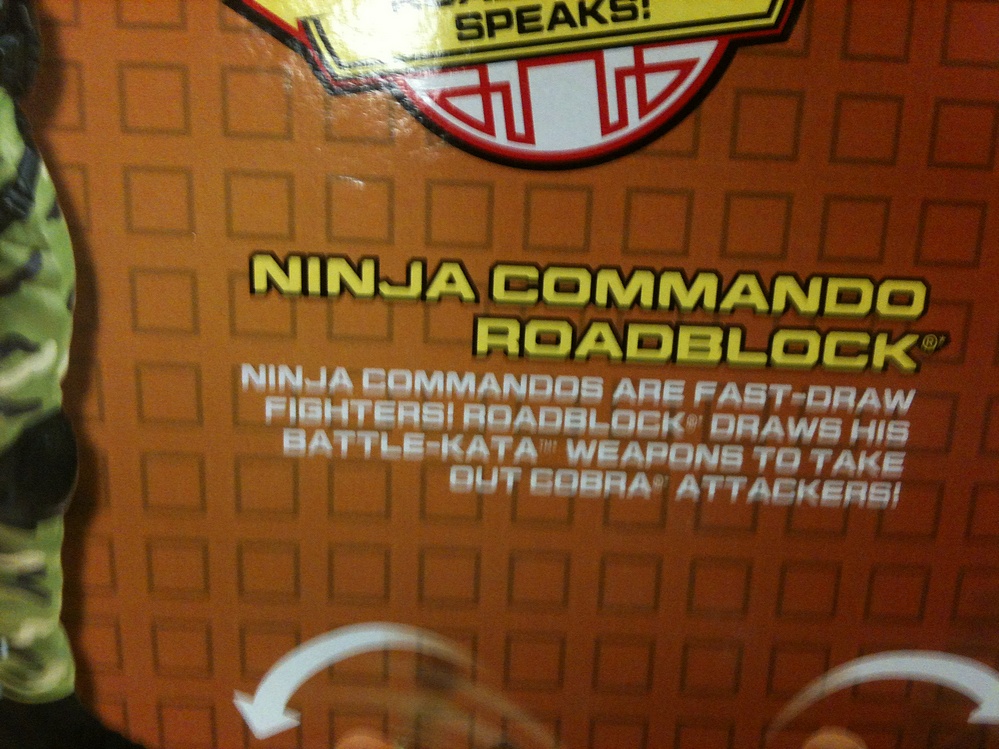 SPEAKS!
NINJA COMMANDO
ROADBLOCK®
NINJA COMMANDOS ARE FAST-DRAW
FIGHTERS! ROADBLOCK® DRAWS HIS
BATTLE-KATA™ WEAPONS TO TAKE
OUT COBRA® ATTACKERS!